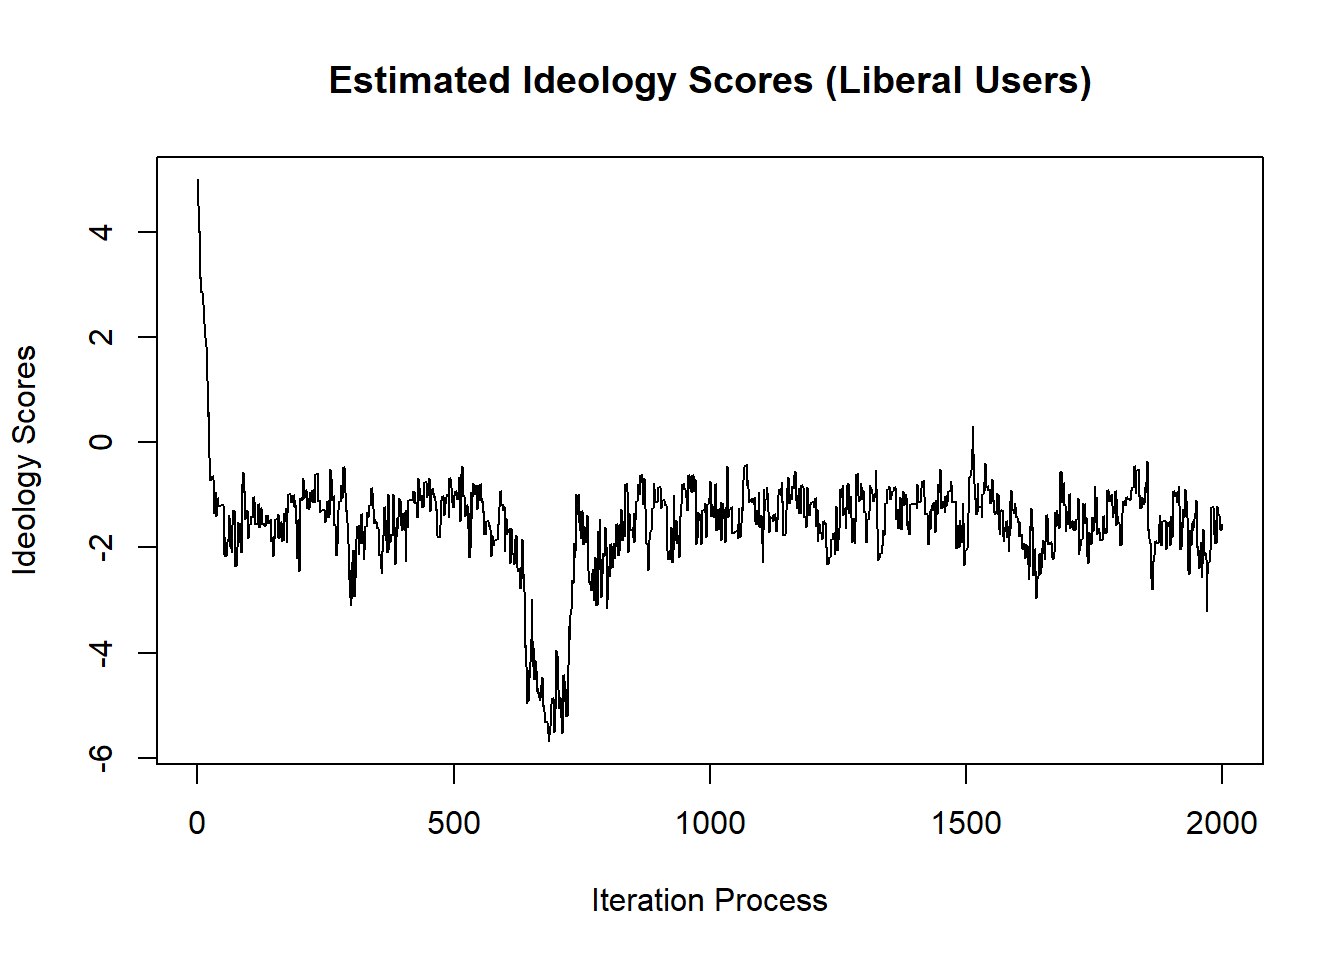 Estimated Ideology Scores (Liberal Users)
Ideology Scores
4
2
0
-2
-4
-6
0 500 1000 1500 2000
Iteration Process